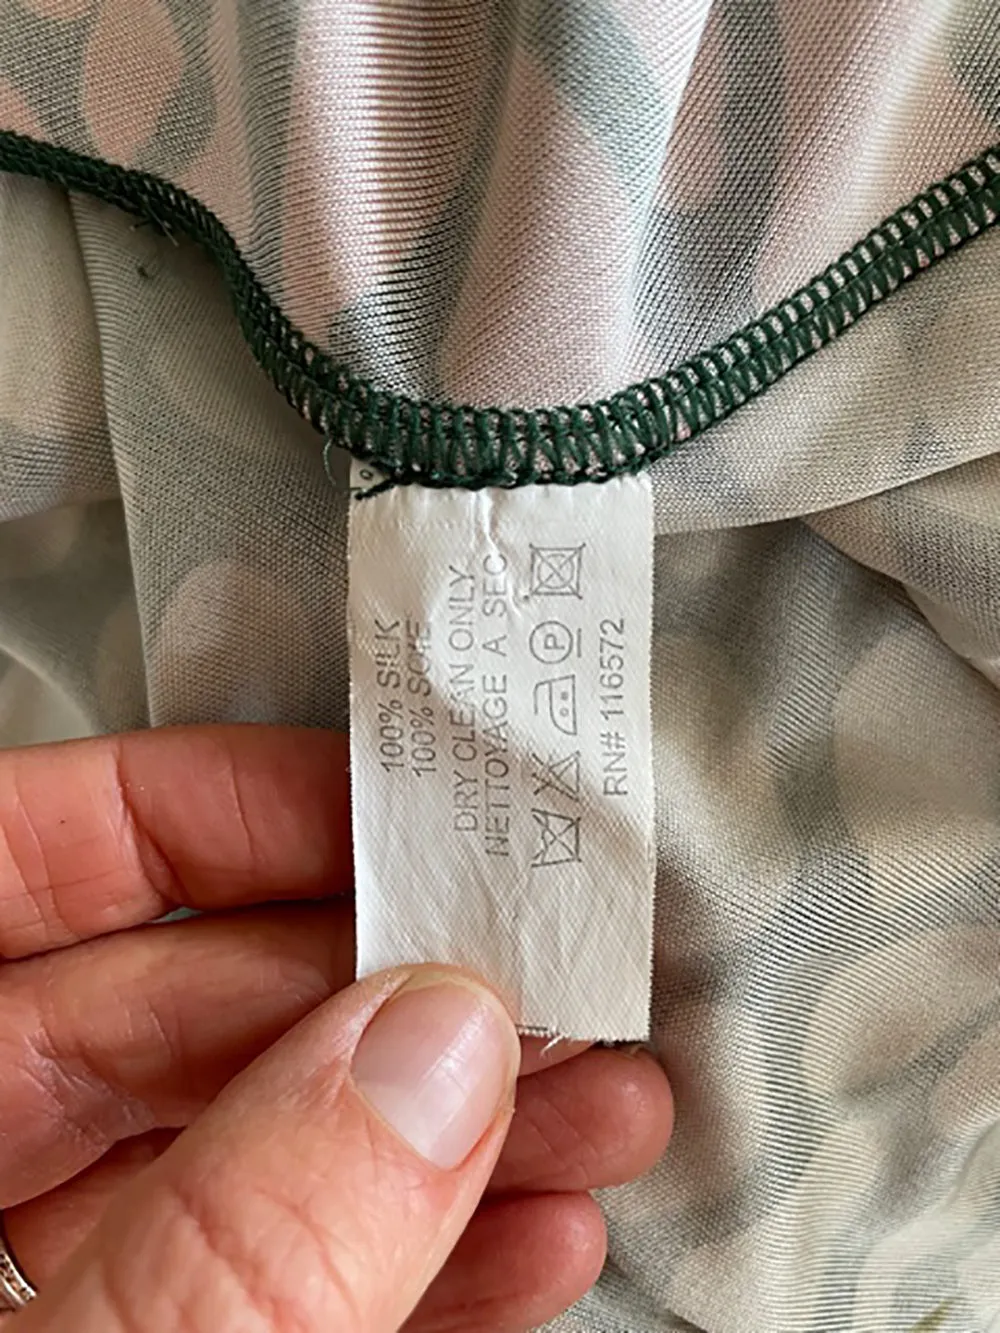 100% SILK
100% SOIE
DRY CLEAN ONLY
NETTOYAGE A SEC
P
RN# 116572